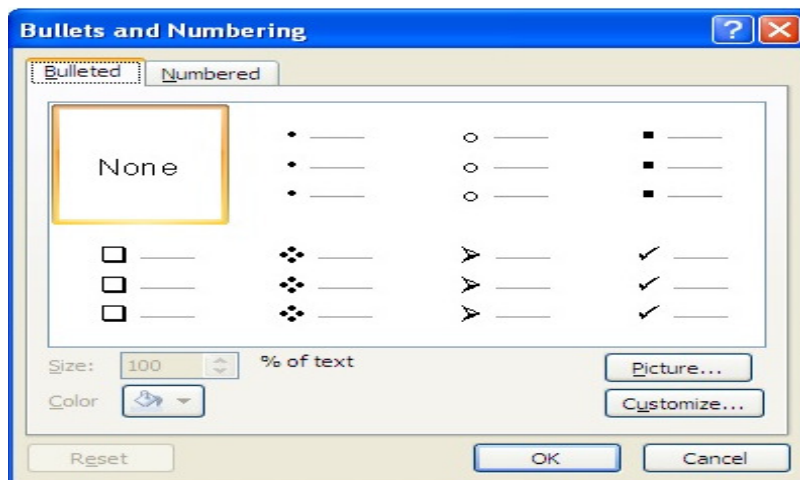 Bullets and Numbering
Bulleted Numbered
None
Size: 100 % of text
Picture...
Color
Customize...
Reset OK Cancel